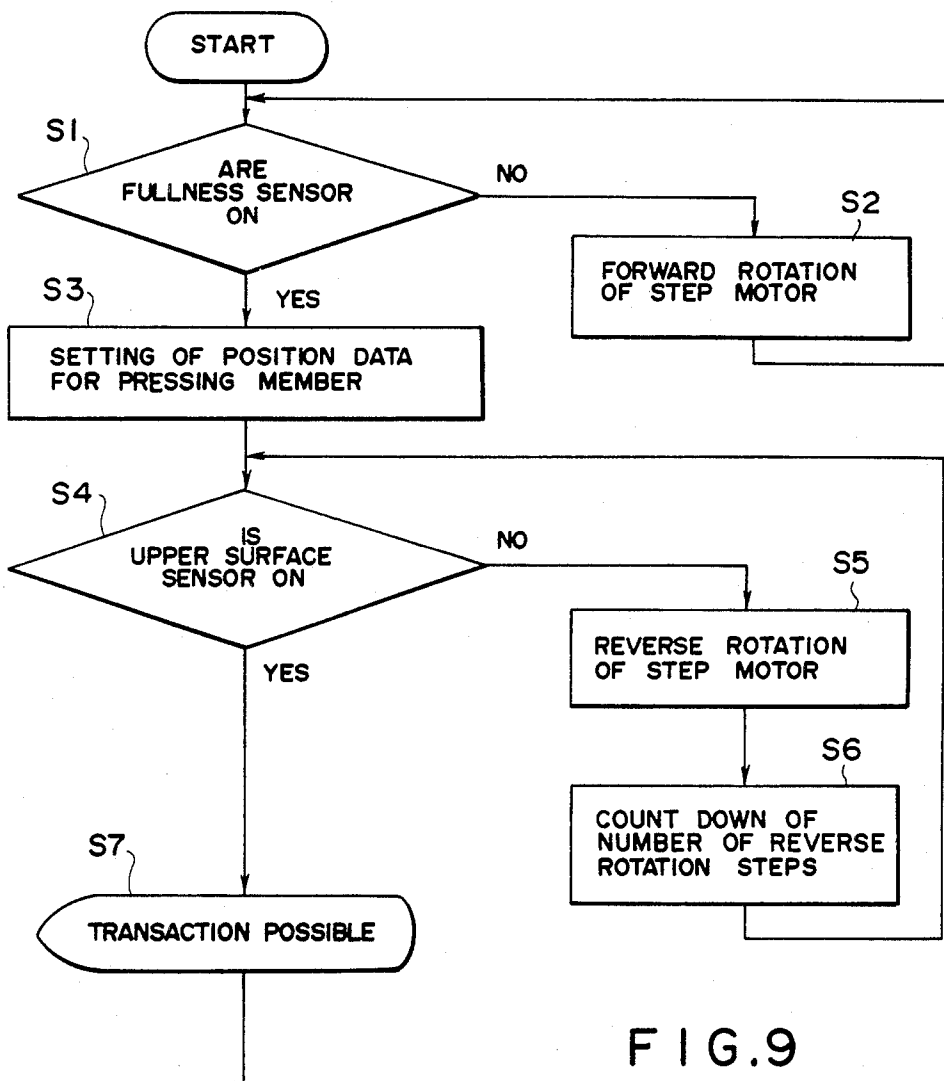 START
S1
ARE
FULLNESS SENSOR
ON
NO
S2
FORWARD ROTATION
OF STEP MOTOR
YES
S3
SETTING OF POSITION DATA
FOR PRESSING MEMBER
S4
IS
UPPER SURFACE
SENSOR ON
NO
S5
REVERSE ROTATION
OF STEP MOTOR
YES
S6
COUNT DOWN OF
NUMBER OF REVERSE
ROTATION STEPS
S7
TRANSACTION POSSIBLE
FIG.9